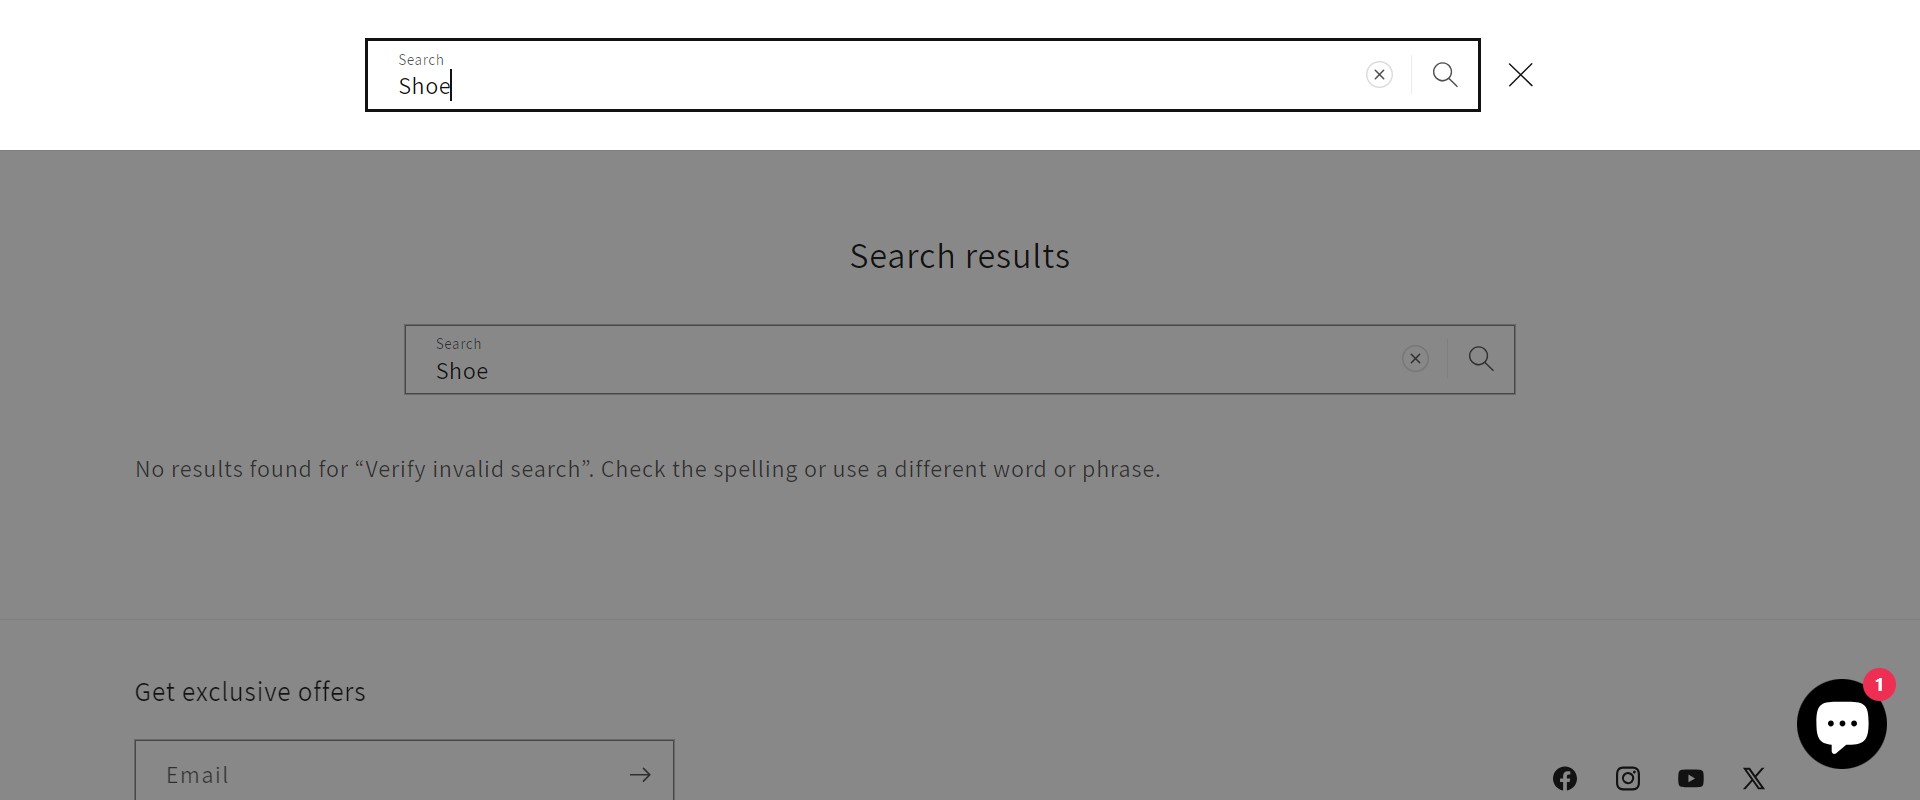 Search
Shoe
Search results
Search
Shoe
No results found for “Verify invalid search”. Check the spelling or use a different word or phrase.
Get exclusive offers
1
Email